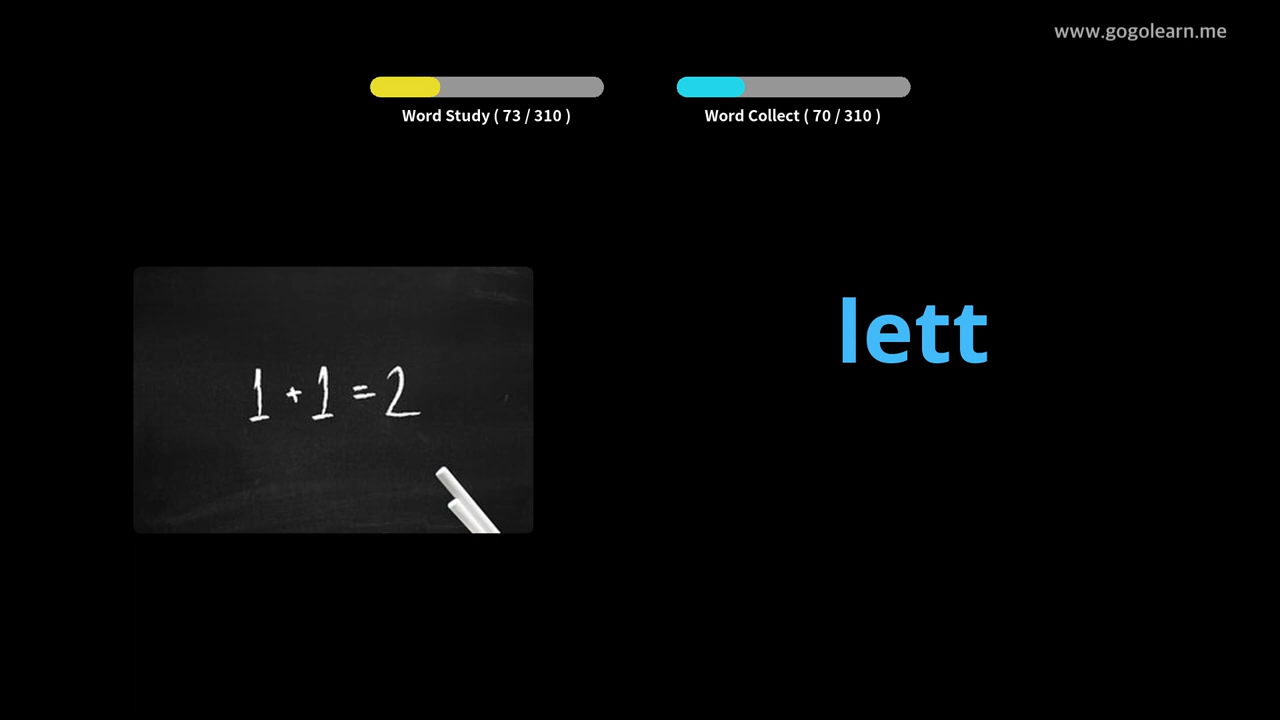 www.gogolearn.me
Word Study ( 73 / 310 )
Word Collect ( 70 / 310 )
lett
1 + 1 = 2